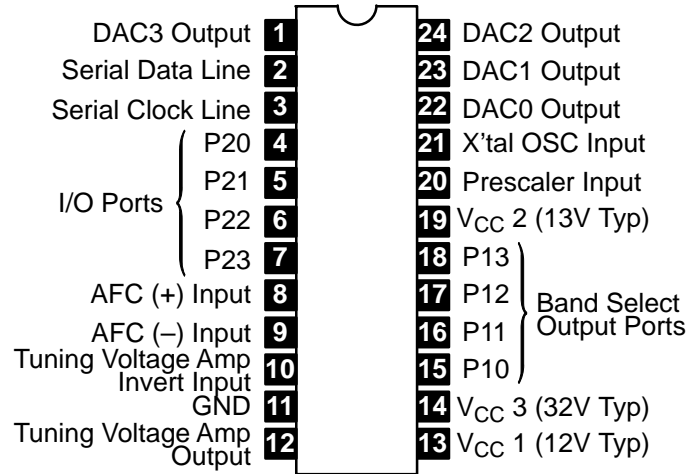 DAC3 Output 1
Serial Data Line 2
Serial Clock Line 3
P20 4
P21 5
I/O Ports
P22 6
P23 7
AFC (+) Input 8
AFC (–) Input 9
Tuning Voltage Amp
Invert Input 10
GND 11
Tuning Voltage Amp
Output 12
24 DAC2 Output
23 DAC1 Output
22 DAC0 Output
21 X'tal OSC Input
20 Prescaler Input
19 VCC 2 (13V Typ)
18 P13
17 P12
Band Select
Output Ports
16 P11
15 P10
14 VCC 3 (32V Typ)
13 VCC 1 (12V Typ)